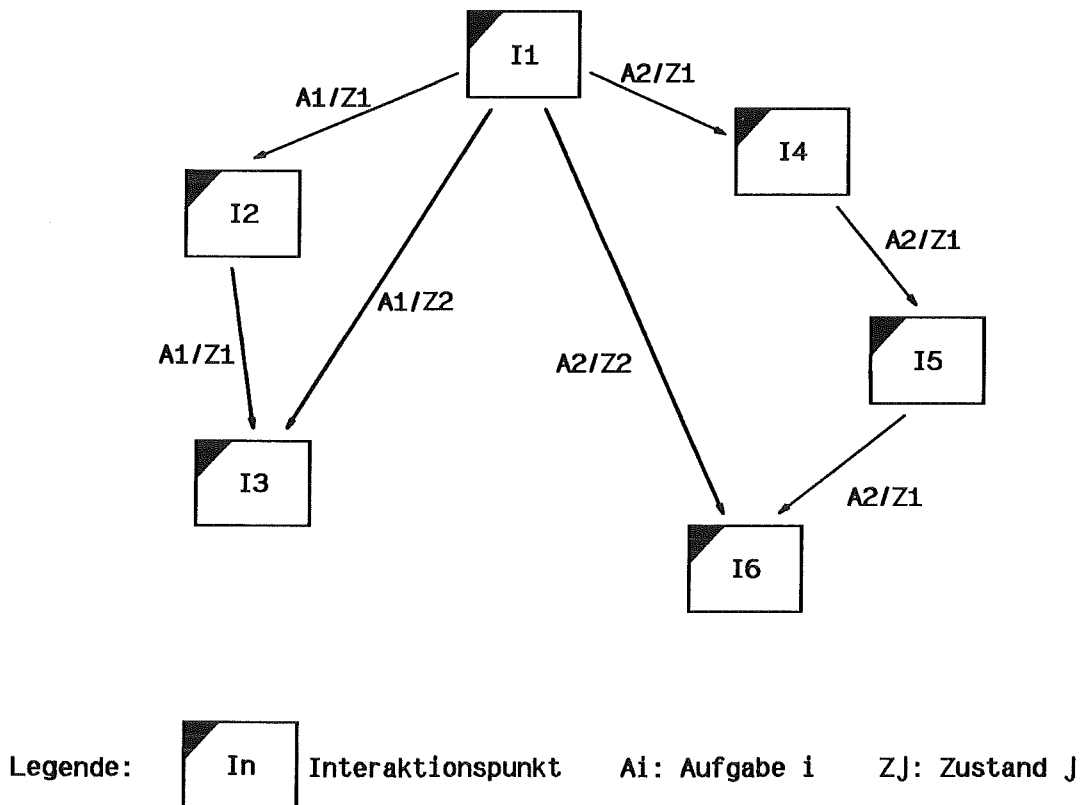 I1
A1/Z1
A2/Z1
I4
I2
A2/Z1
A1/Z2
A1/Z1
A2/Z2
I5
I3
A2/Z1
I6
Legende: In Interaktionspunkt Ai: Aufgabe i Zj: Zustand j